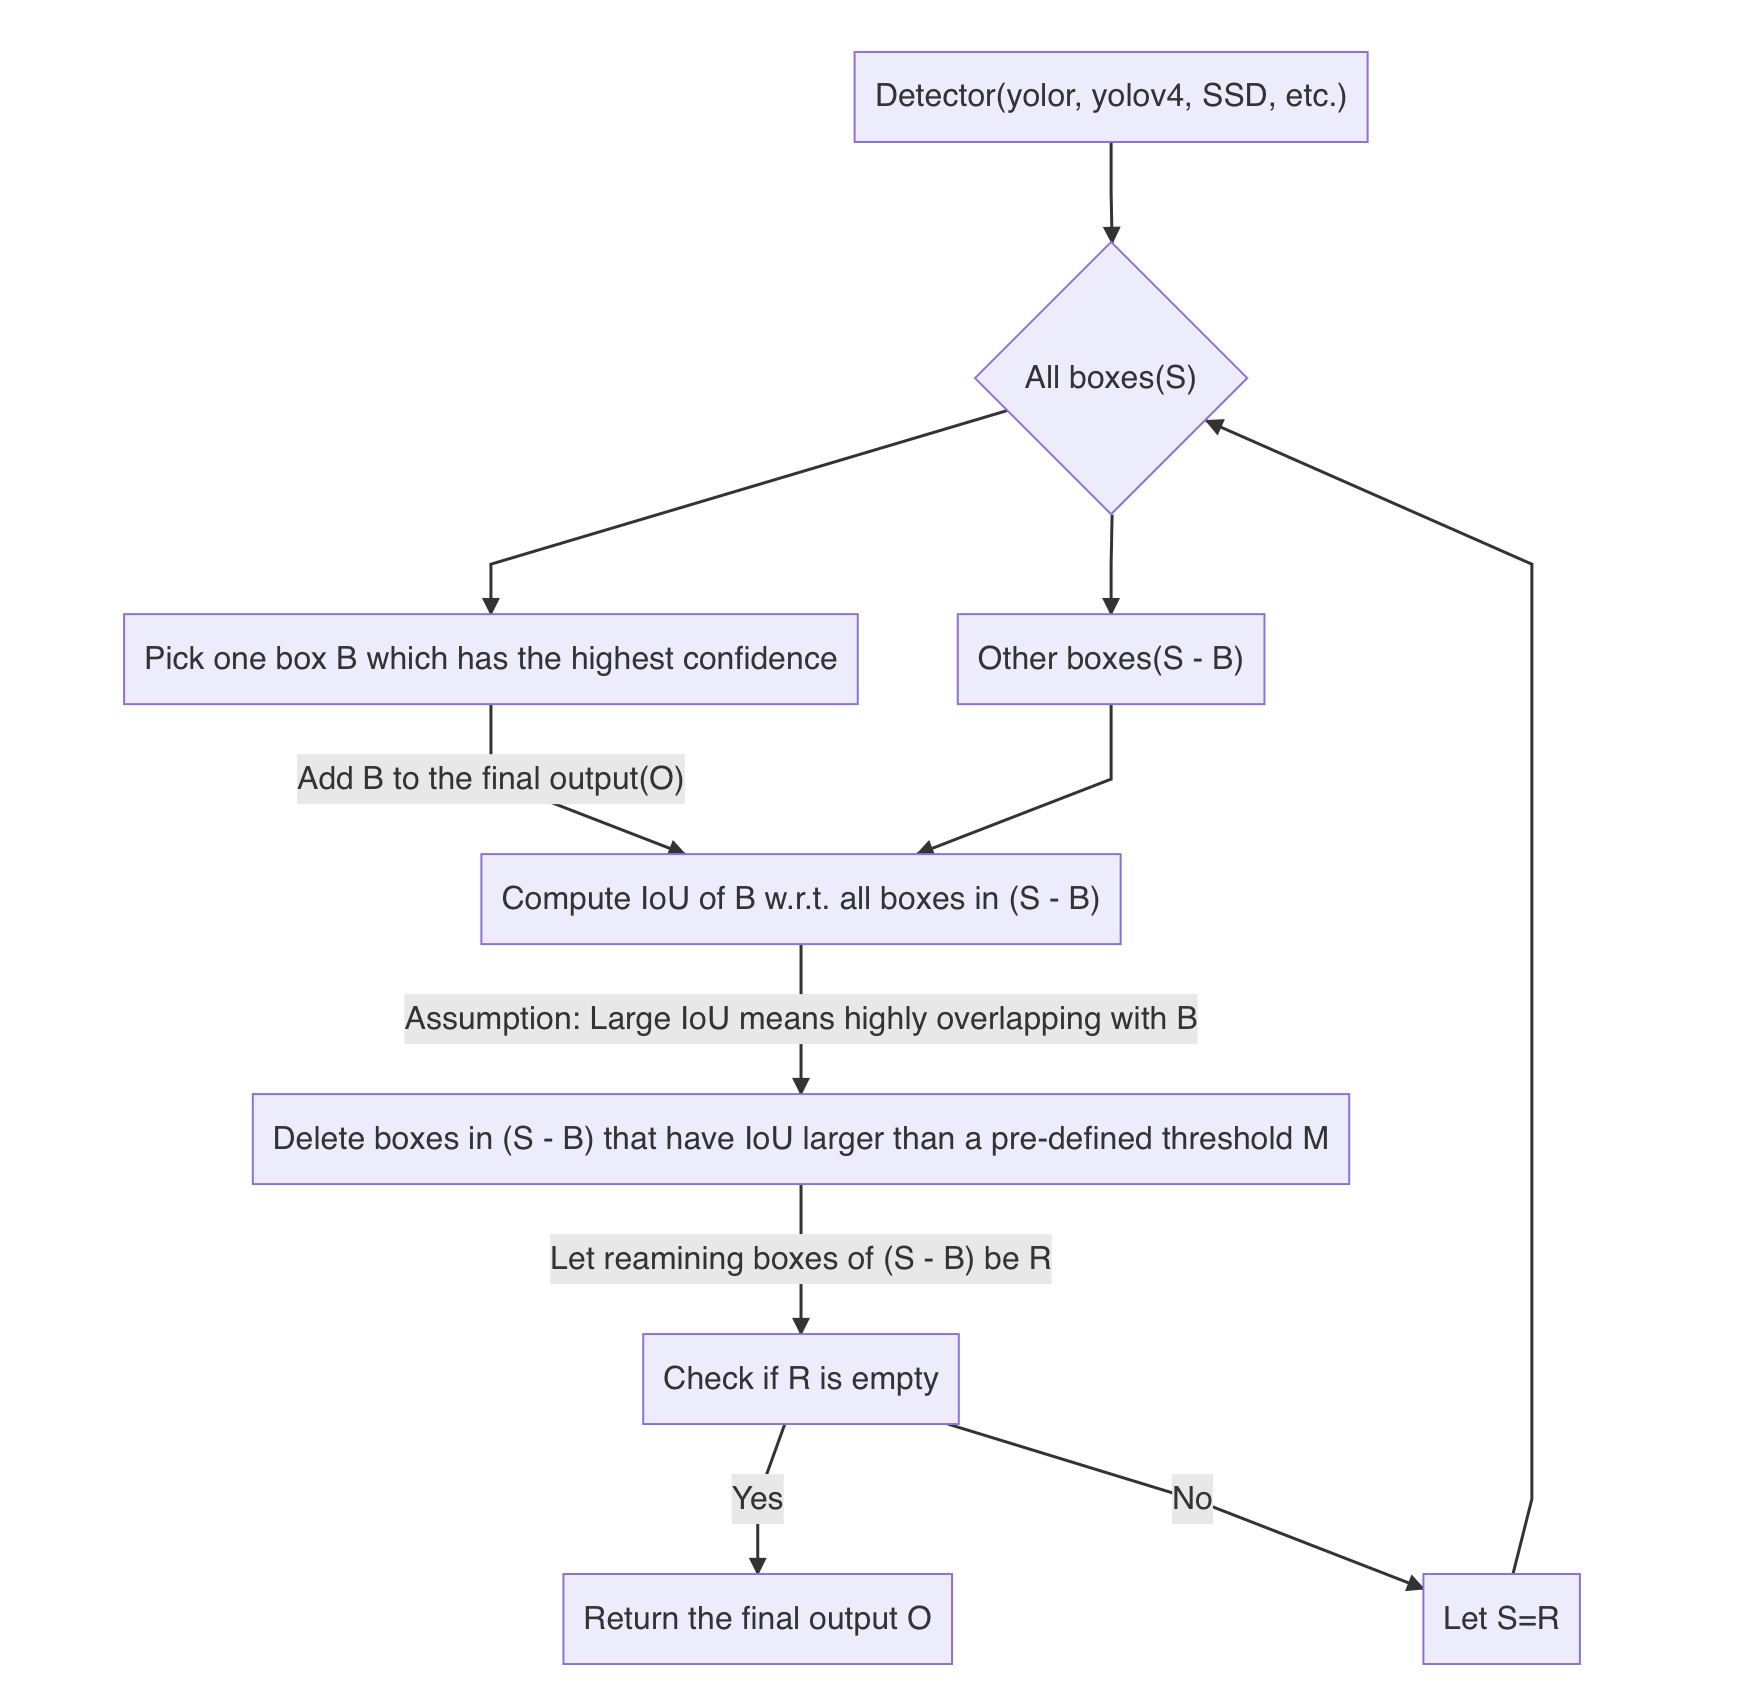 Detector(yolor, yolov4, SSD, etc.)
All boxes(S)
Pick one box B which has the highest confidence
Other boxes(S - B)
Add B to the final output(O)
Compute IoU of B w.r.t. all boxes in (S - B)
Assumption: Large IoU means highly overlapping with B
Delete boxes in (S - B) that have IoU larger than a pre-defined threshold M
Let reamining boxes of (S - B) be R
Check if R is empty
Yes
No
Return the final output O
Let S=R